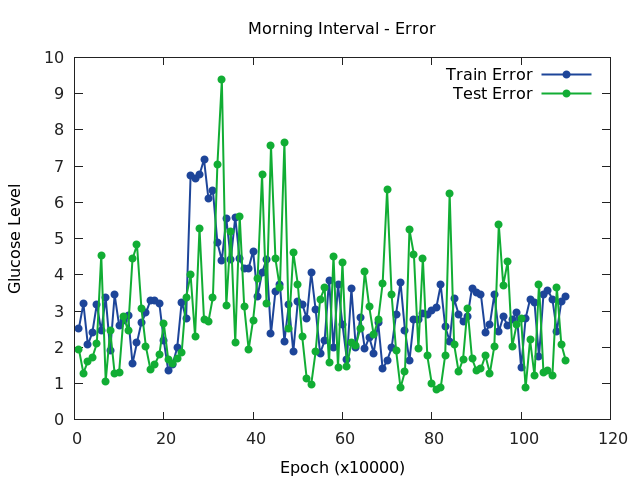 Morning Interval - Error
Train Error
Test Error
10
9
8
7
6
5
4
3
2
1
0
Glucose Level
0 20 40 60 80 100 120
Epoch (x10000)